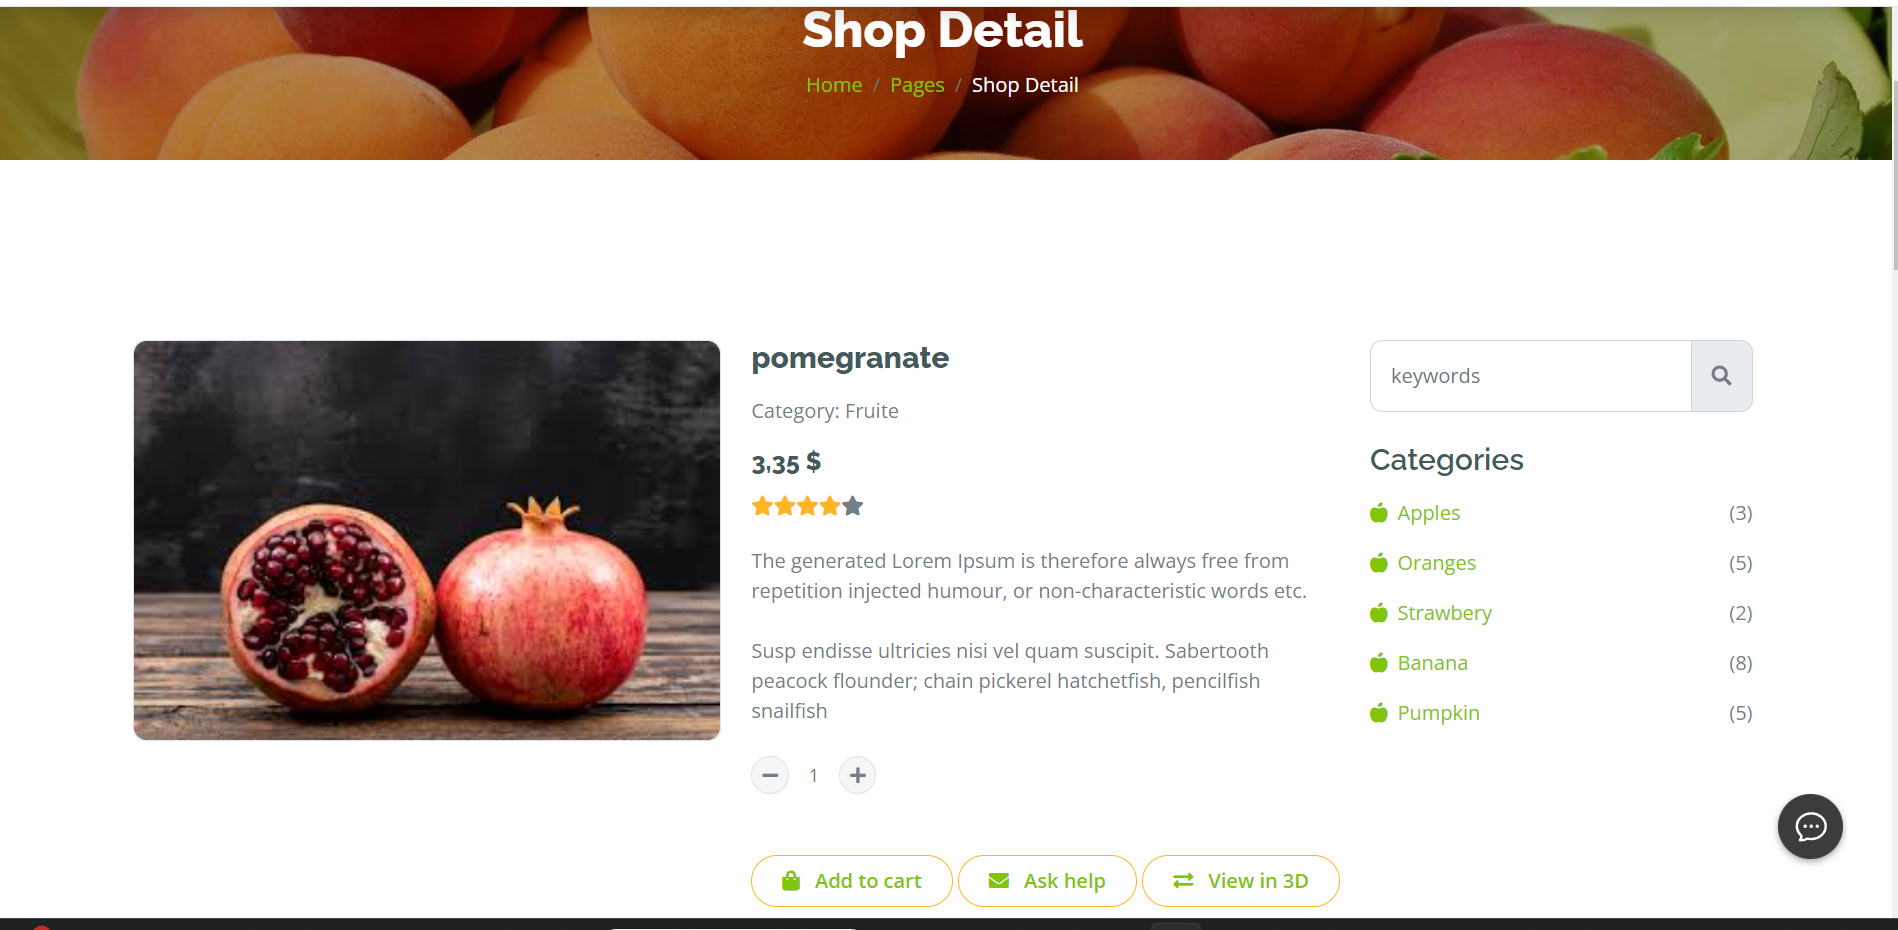 Shop Detail
Home / Pages / Shop Detail
pomegranate
Category: Fruite
3,35 $
The generated Lorem Ipsum is therefore always free from
repetition injected humour, or non-characteristic words etc.
Susp endisse ultricies nisi vel quam suscipit. Sabertooth
peacock flounder; chain pickerel hatchetfish, pencilfish
snailfish
1
Add to cart
Ask help
View in 3D
keywords
Categories
Apples (3)
Oranges (5)
Strawbery (2)
Banana (8)
Pumpkin (5)